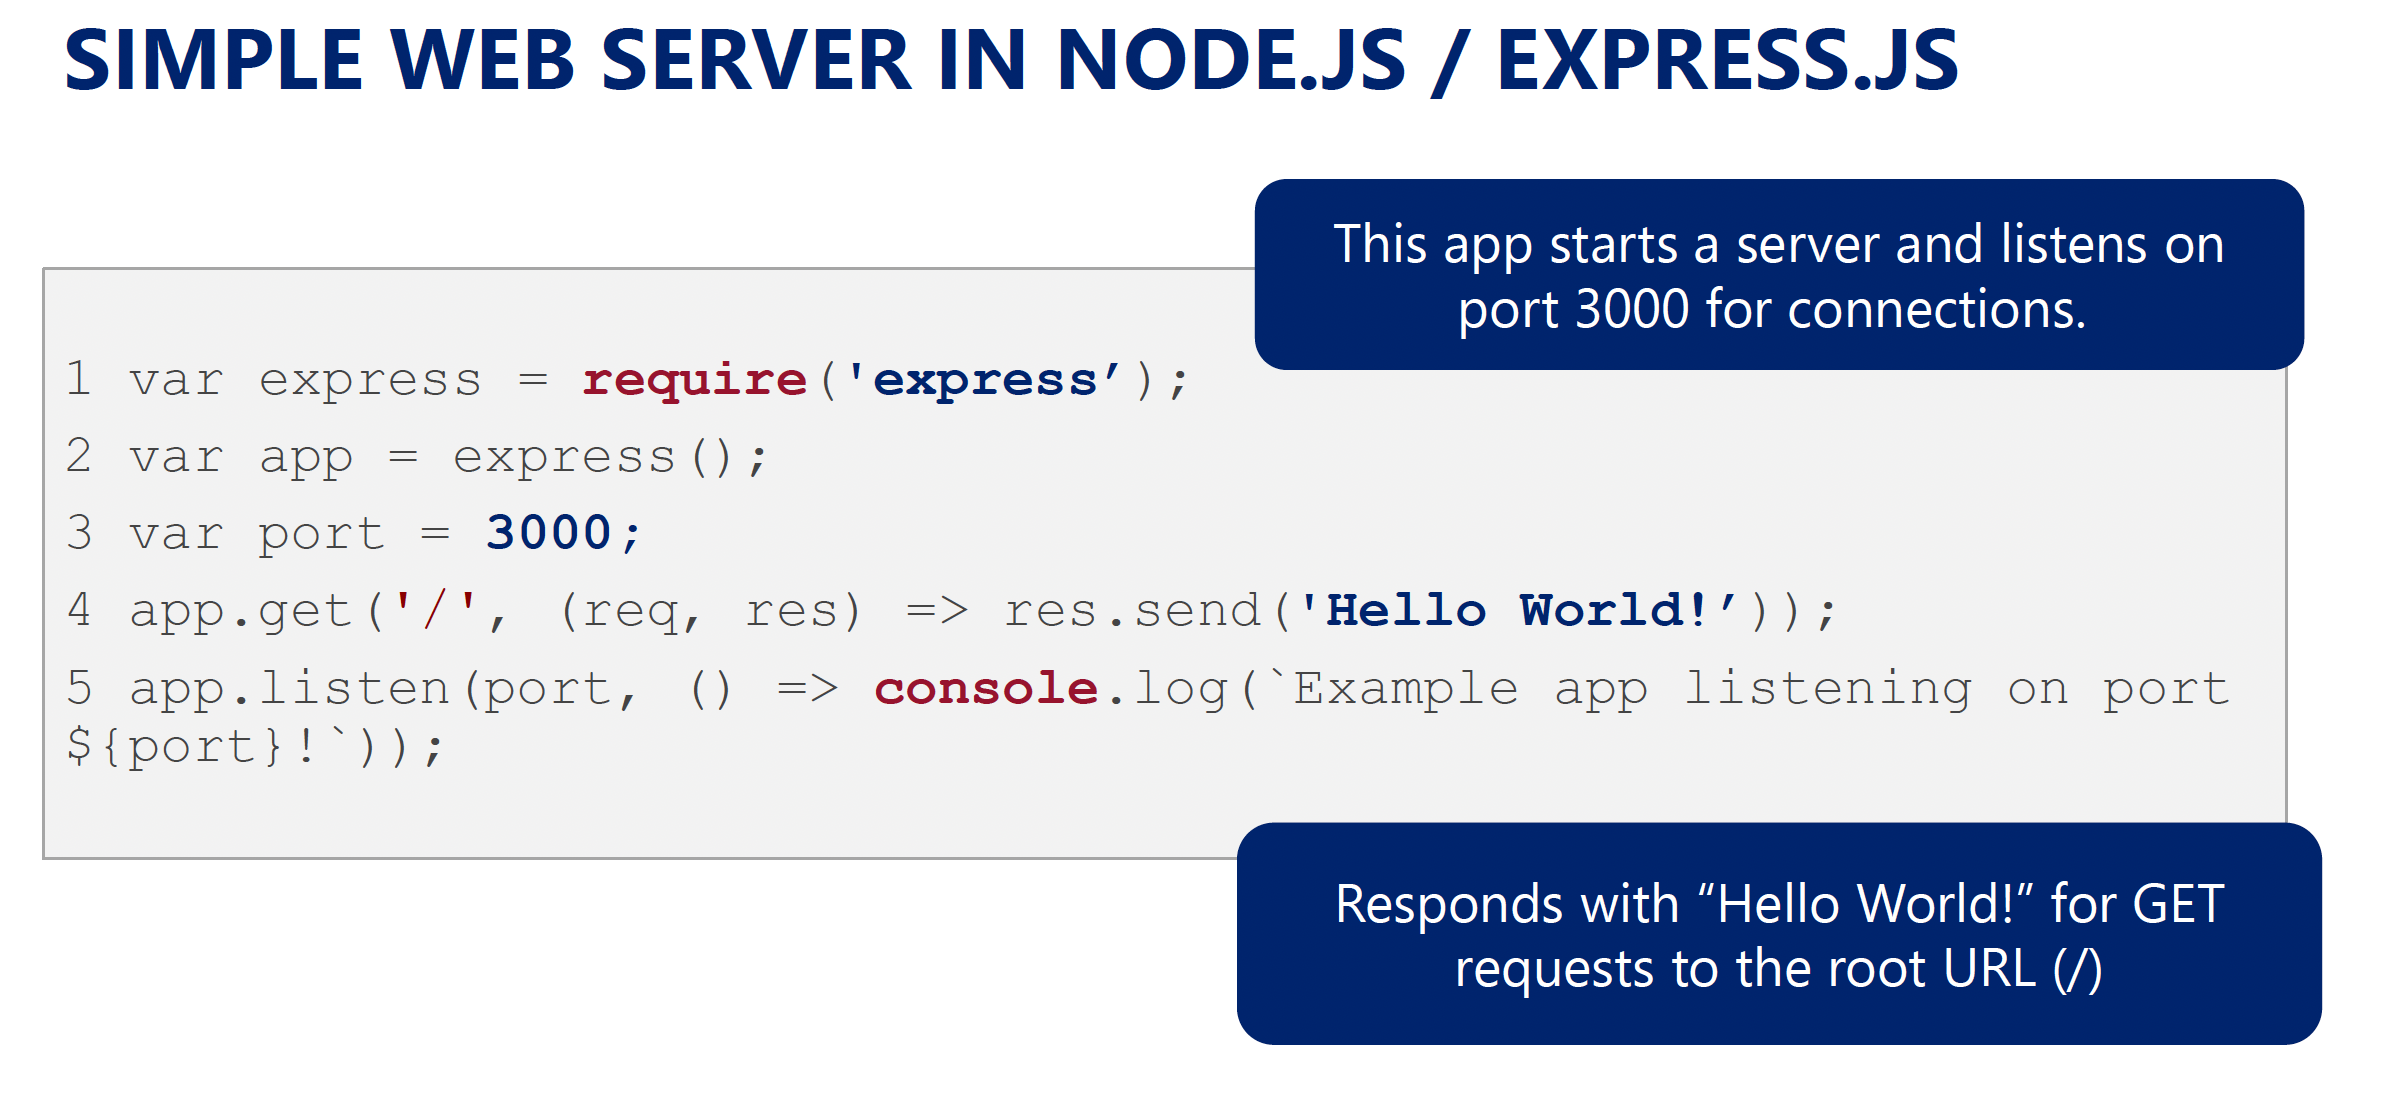 SIMPLE WEB SERVER IN NODE.JS / EXPRESS.JS
This app starts a server and listens on
port 3000 for connections.
1 var express = require('express’);
2 var app = express();
3 var port = 3000;
4 app.get('/', (req, res) => res.send('Hello World!’));
5 app.listen(port, () => console.log(`Example app listening on port
${port}!`));
Responds with “Hello World!” for GET
requests to the root URL (/)